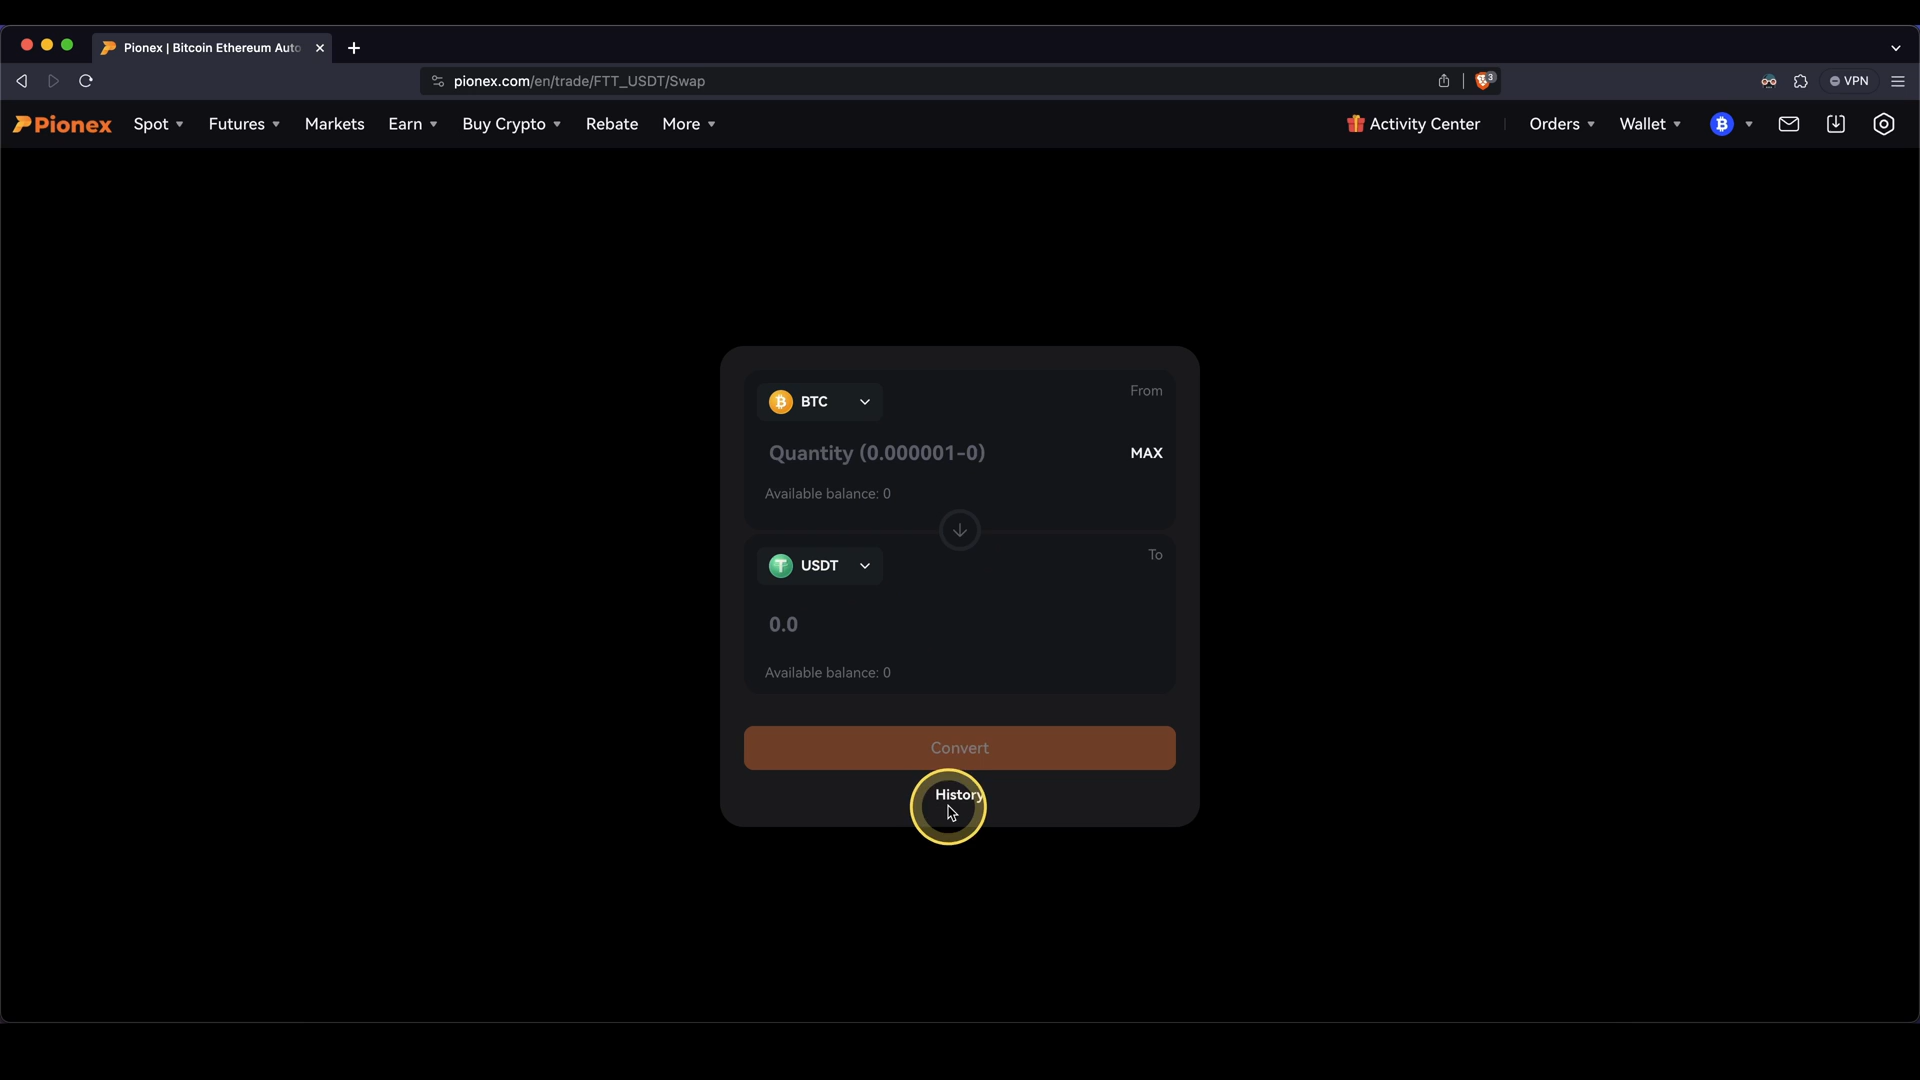 Pionex | Bitcoin Ethereum Auto
pionex.com/en/trade/FTT_USDT/Swap
3
VPN
Pionex Spot Futures Markets Earn Buy Crypto Rebate More Activity Center Orders Wallet
BTC
From
Quantity (0.000001-0)
MAX
Available balance: 0
USDT
To
0.0
Available balance: 0
Convert
History